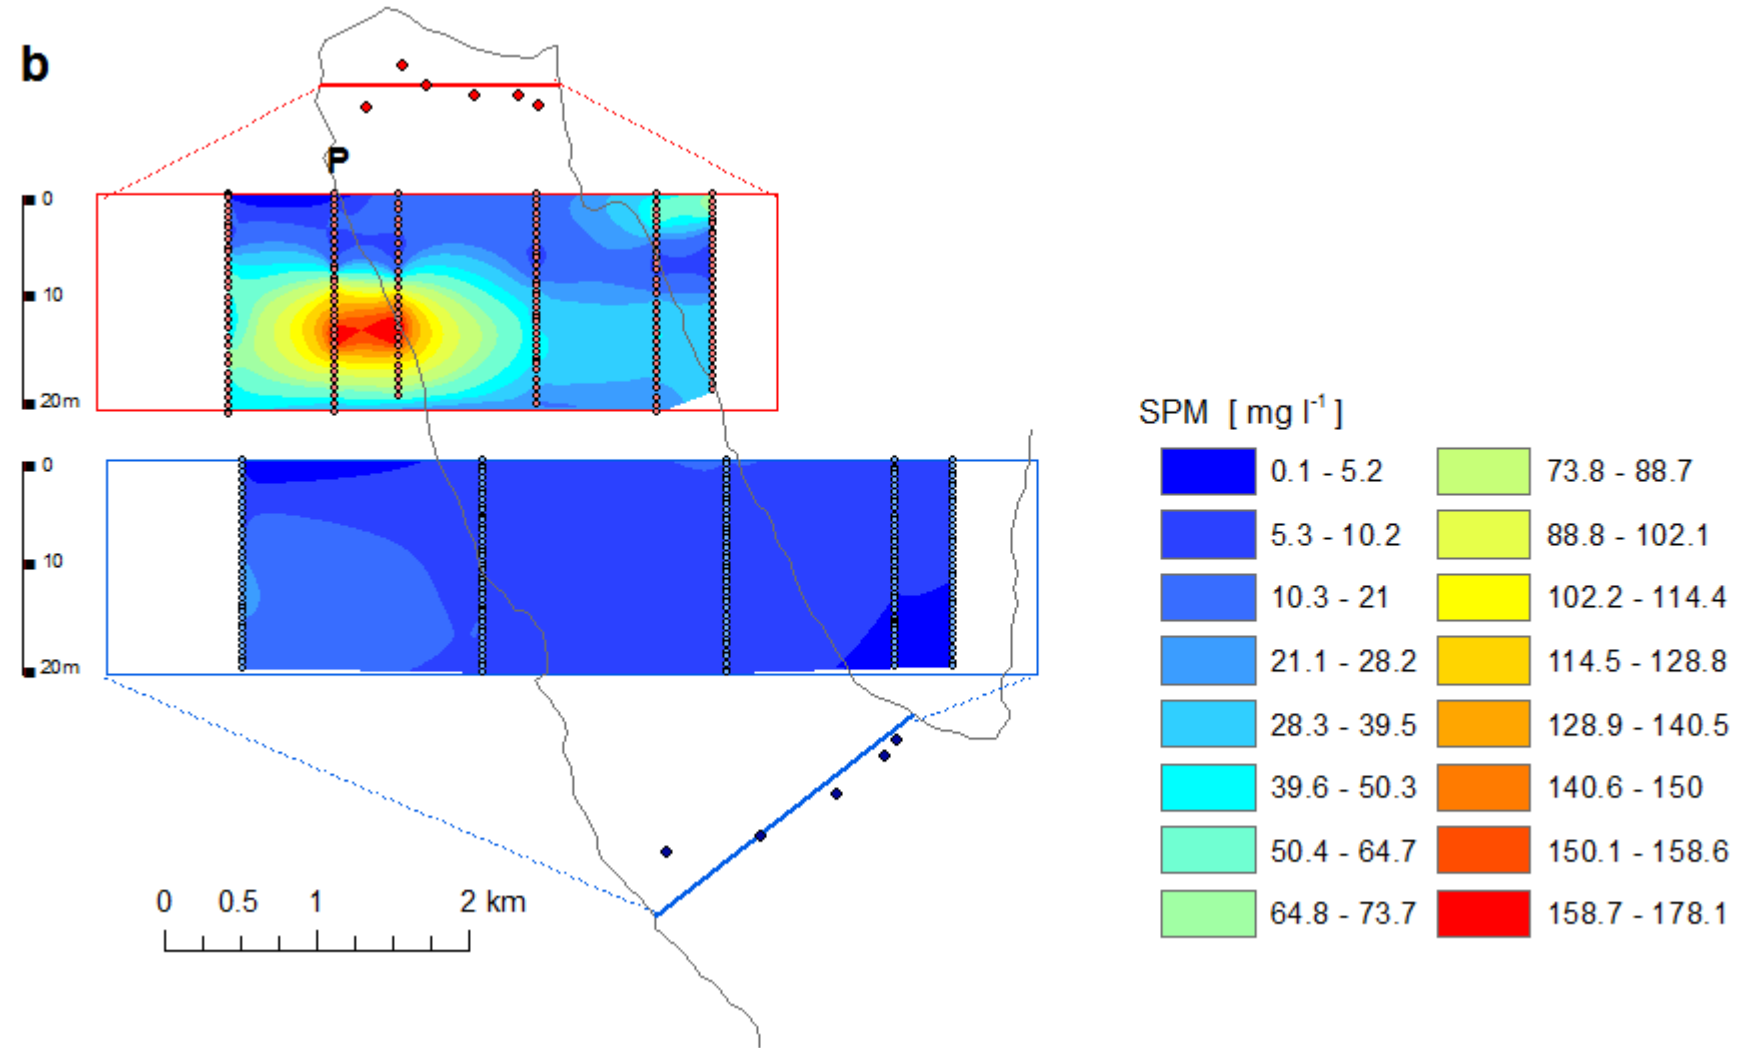 b
P
0
10
20m
0
10
20m
0 0.5 1 2 km
SPM [ mg l-1 ]
0.1 - 5.2
5.3 - 10.2
10.3 - 21
21.1 - 28.2
28.3 - 39.5
39.6 - 50.3
50.4 - 64.7
64.8 - 73.7
73.8 - 88.7
88.8 - 102.1
102.2 - 114.4
114.5 - 128.8
128.9 - 140.5
140.6 - 150
150.1 - 158.6
158.7 - 178.1